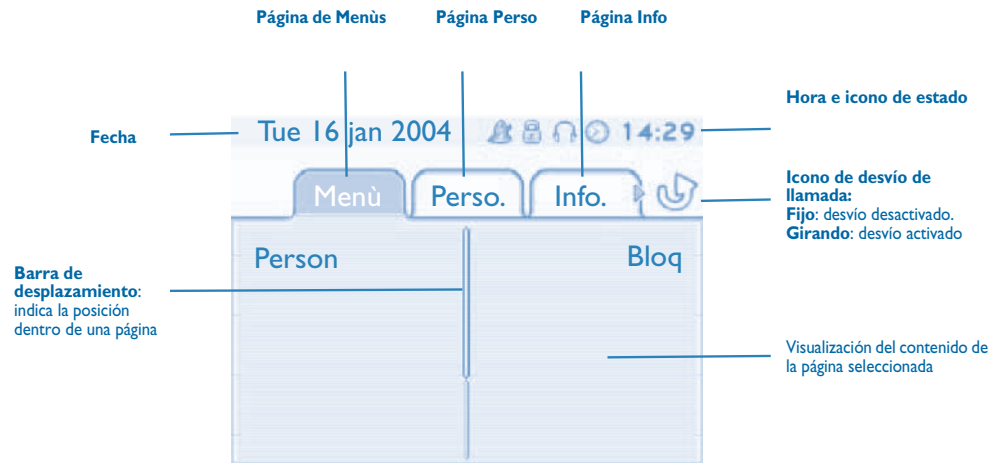 Página de Menùs
Página Perso
Página Info
Hora e icono de estado
Fecha
Tue 16 jan 2004
14:29
Icono de desvío de
llamada:
Fijo: desvío desactivado.
Girando: desvío activado
Menù
Perso.
Info.
Person
Bloq
Barra de
desplazamiento:
indica la posición
dentro de una página
Visualización del contenido de
la página seleccionada